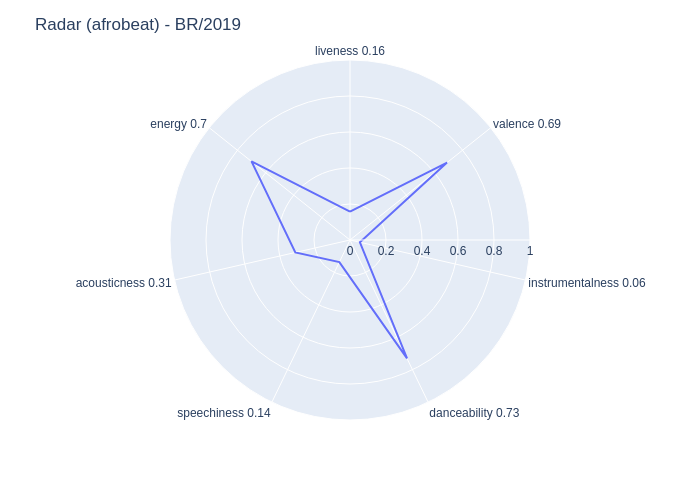 Radar (afrobeat) - BR/2019
liveness 0.16
energy 0.7
valence 0.69
0 0.2 0.4 0.6 0.8 1
acousticness 0.31
instrumentalness 0.06
speechiness 0.14
danceability 0.73